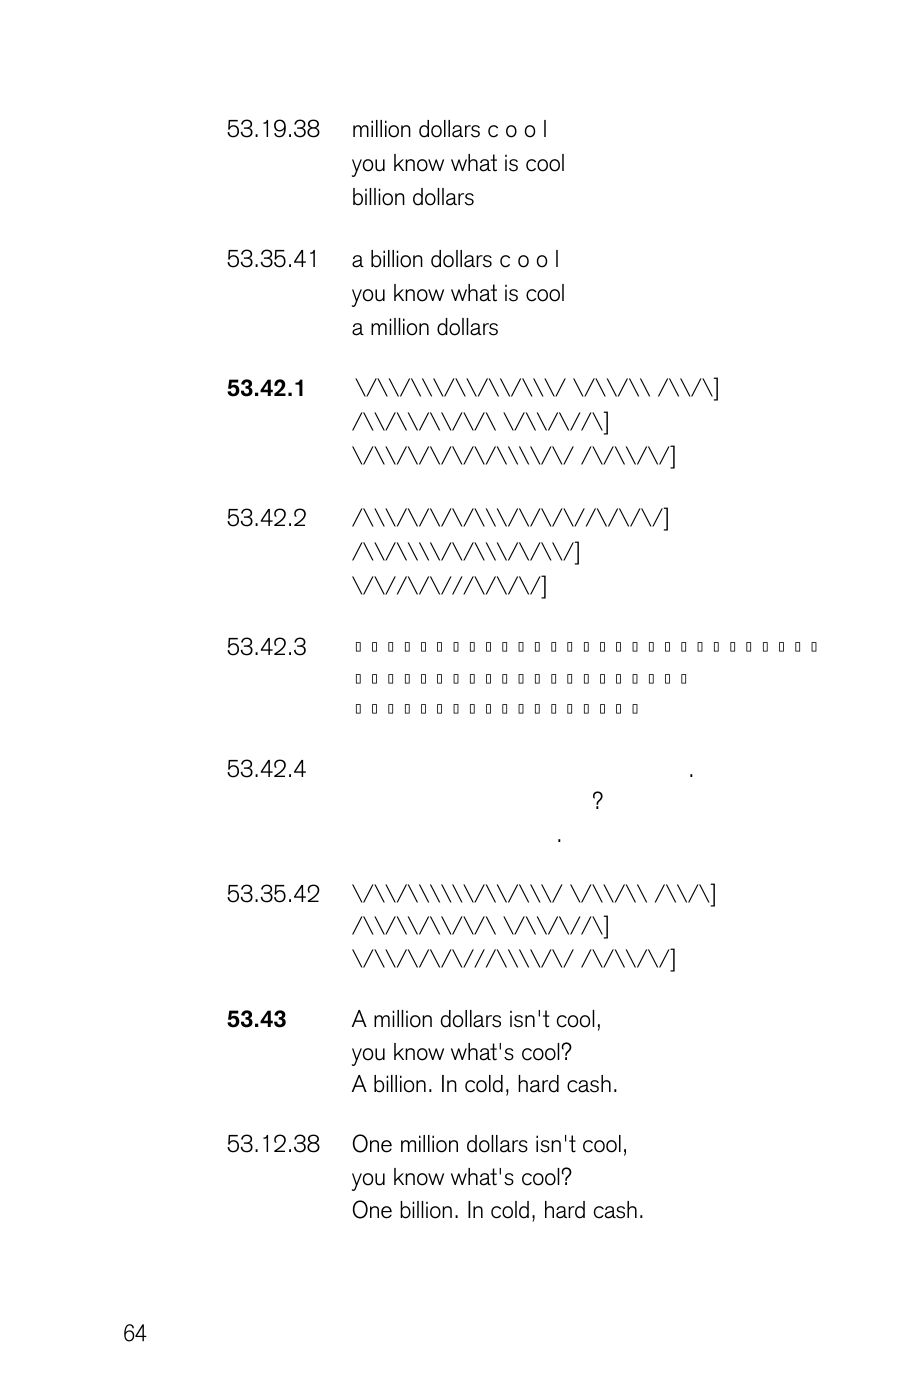 53.19.38 million dollars c o o l
you know what is cool
billion dollars
53.35.41 a billion dollars c o o l
you know what is cool
a million dollars
53.42.1 \/\\/\\\/\\/\\/\\\/ \/\\/\\ /\\/\]
/\\/\\/\\/\/\ \/\\/\//\]
\/\\/\/\/\/\/\\\\/\/ /\/\\/\/]
53.42.2 /\\\/\/\/\/\\\/\/\/\//\/\/\/]
/\\/\\\\/\/\\\/\/\\/]
\/\//\/\///\/\/\/]
53.42.3 ▯ ▯ ▯ ▯ ▯ ▯ ▯ ▯ ▯ ▯ ▯ ▯ ▯ ▯ ▯ ▯ ▯ ▯ ▯ ▯ ▯ ▯ ▯ ▯ ▯ ▯ ▯ ▯ ▯
▯ ▯ ▯ ▯ ▯ ▯ ▯ ▯ ▯ ▯ ▯ ▯ ▯ ▯ ▯ ▯ ▯ ▯ ▯ ▯ ▯
▯ ▯ ▯ ▯ ▯ ▯ ▯ ▯ ▯ ▯ ▯ ▯ ▯ ▯ ▯ ▯ ▯ ▯
53.42.4 .
?
.
53.35.42 \/\\/\\\\\\/\\/\\\/ \/\\/\\ /\\/\]
/\\/\\/\\/\/\ \/\\/\//\]
\/\\/\/\/\///\\\\/\/ /\/\\/\/]
53.43 A million dollars isn't cool,
you know what's cool?
A billion. In cold, hard cash.
53.12.38 One million dollars isn't cool,
you know what's cool?
One billion. In cold, hard cash.
64